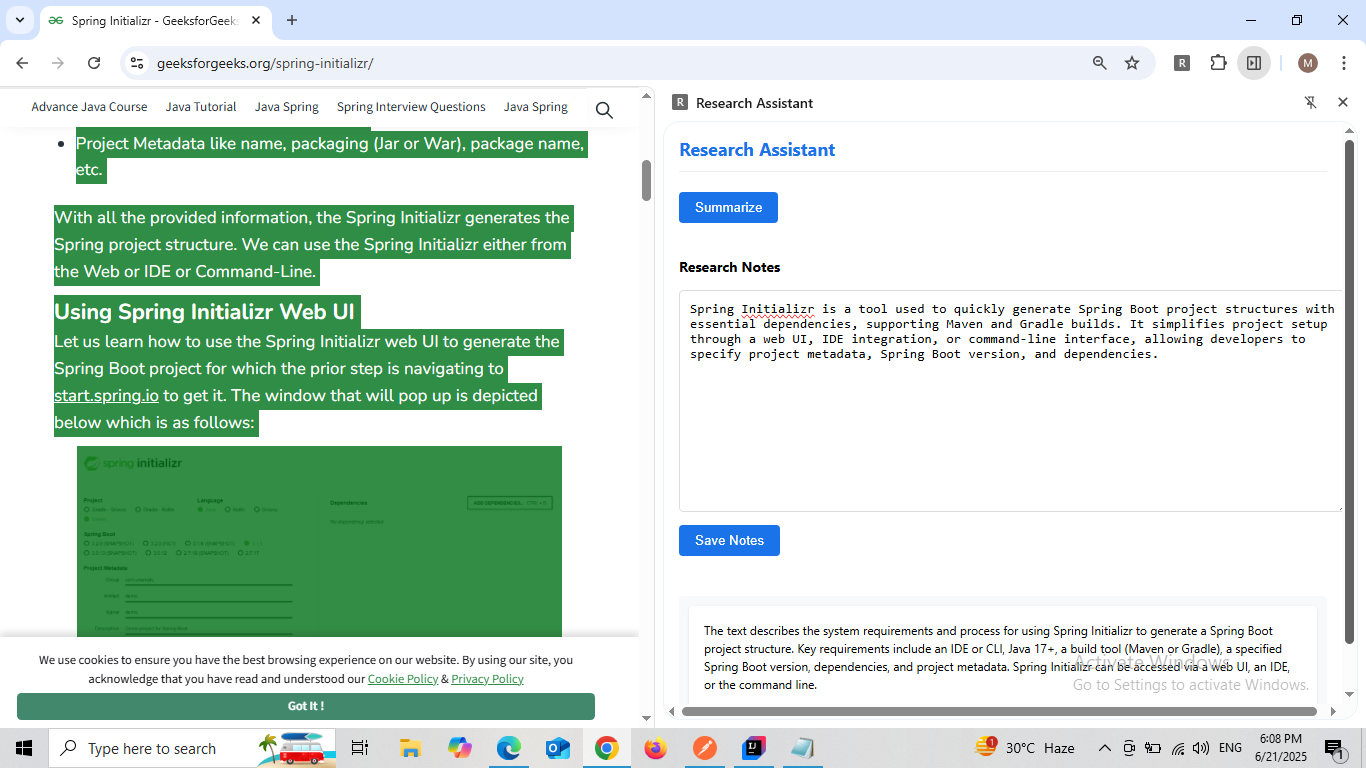 Spring Initializr - GeeksforGeeks
geeksforgeeks.org/spring-initializr/
R
M
Advance Java Course
Java Tutorial
Java Spring
Spring Interview Questions
Java Spring
Project Metadata like name, packaging (Jar or War), package name,
etc.
With all the provided information, the Spring Initializr generates the
Spring project structure. We can use the Spring Initializr either from
the Web or IDE or Command-Line.
Using Spring Initializr Web UI
Let us learn how to use the Spring Initializr web UI to generate the
Spring Boot project for which the prior step is navigating to
start.spring.io to get it. The window that will pop up is depicted
below which is as follows:
spring initializr
Project
Language
Dependencies
Spring Boot
Project Metadata
We use cookies to ensure you have the best browsing experience on our website. By using our site, you
acknowledge that you have read and understood our Cookie Policy & Privacy Policy
Got It !
R Research Assistant
Research Assistant
Summarize
Research Notes
Spring Initializr is a tool used to quickly generate Spring Boot project structures with
essential dependencies, supporting Maven and Gradle builds. It simplifies project setup
through a web UI, IDE integration, or command-line interface, allowing developers to
specify project metadata, Spring Boot version, and dependencies.
Save Notes
The text describes the system requirements and process for using Spring Initializr to generate a Spring Boot
project structure. Key requirements include an IDE or CLI, Java 17+, a build tool (Maven or Gradle), a specified
Spring Boot version, dependencies, and project metadata. Spring Initializr can be accessed via a web UI, an IDE,
or the command line.
Activate Windows
Go to Settings to activate Windows.
Type here to search
1
30°C Haze
ENG
6:08 PM
6/21/2025
1